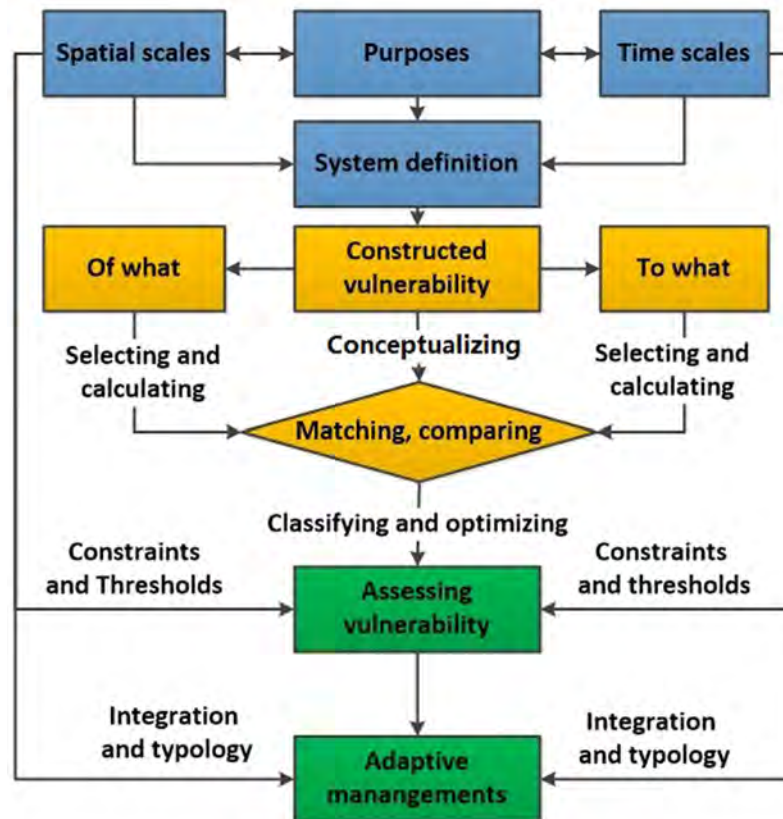 Spatial scales
Purposes
Time scales
System definition
Of what
Constructed
vulnerability
To what
Selecting and
calculating
Conceptualizing
Selecting and
calculating
Matching, comparing
Classifying and optimizing
Constraints
and Thresholds
Assessing
vulnerability
Constraints
and thresholds
Integration
and typology
Adaptive
manangements
Integration
and typology